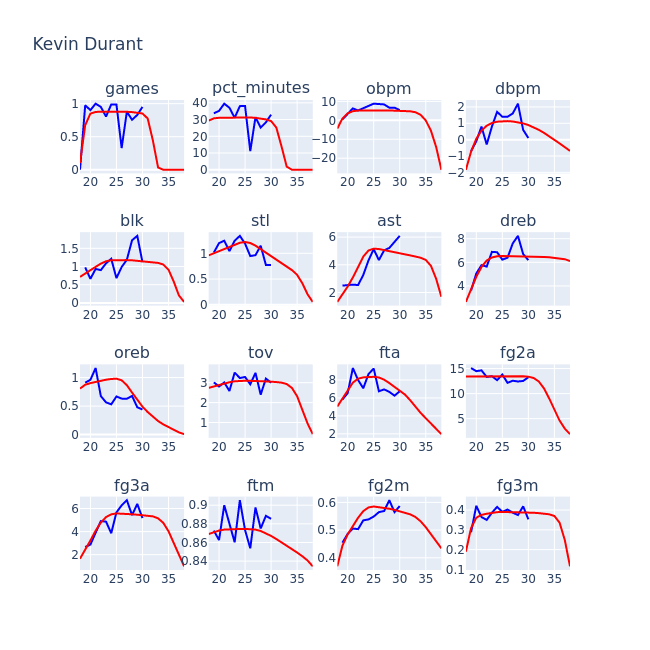 Kevin Durant
games pct_minutes obpm dbpm
1 0.5 0 20 25 30 35
40 30 20 10 0 20 25 30 35
10 0 −10 −20 20 25 30 35
2 1 0 −1 −2 20 25 30 35
blk stl ast dreb
1.5 1 0.5 0 20 25 30 35
1 0.5 0 20 25 30 35
6 4 2 20 25 30 35
8 6 4 20 25 30 35
oreb tov fta fg2a
1 0.5 0 20 25 30 35
3 2 1 20 25 30 35
8 6 4 2 20 25 30 35
15 10 5 20 25 30 35
fg3a ftm fg2m fg3m
6 4 2 20 25 30 35
0.9 0.88 0.86 0.84 20 25 30 35
0.6 0.5 0.4 20 25 30 35
0.4 0.3 0.2 0.1 20 25 30 35